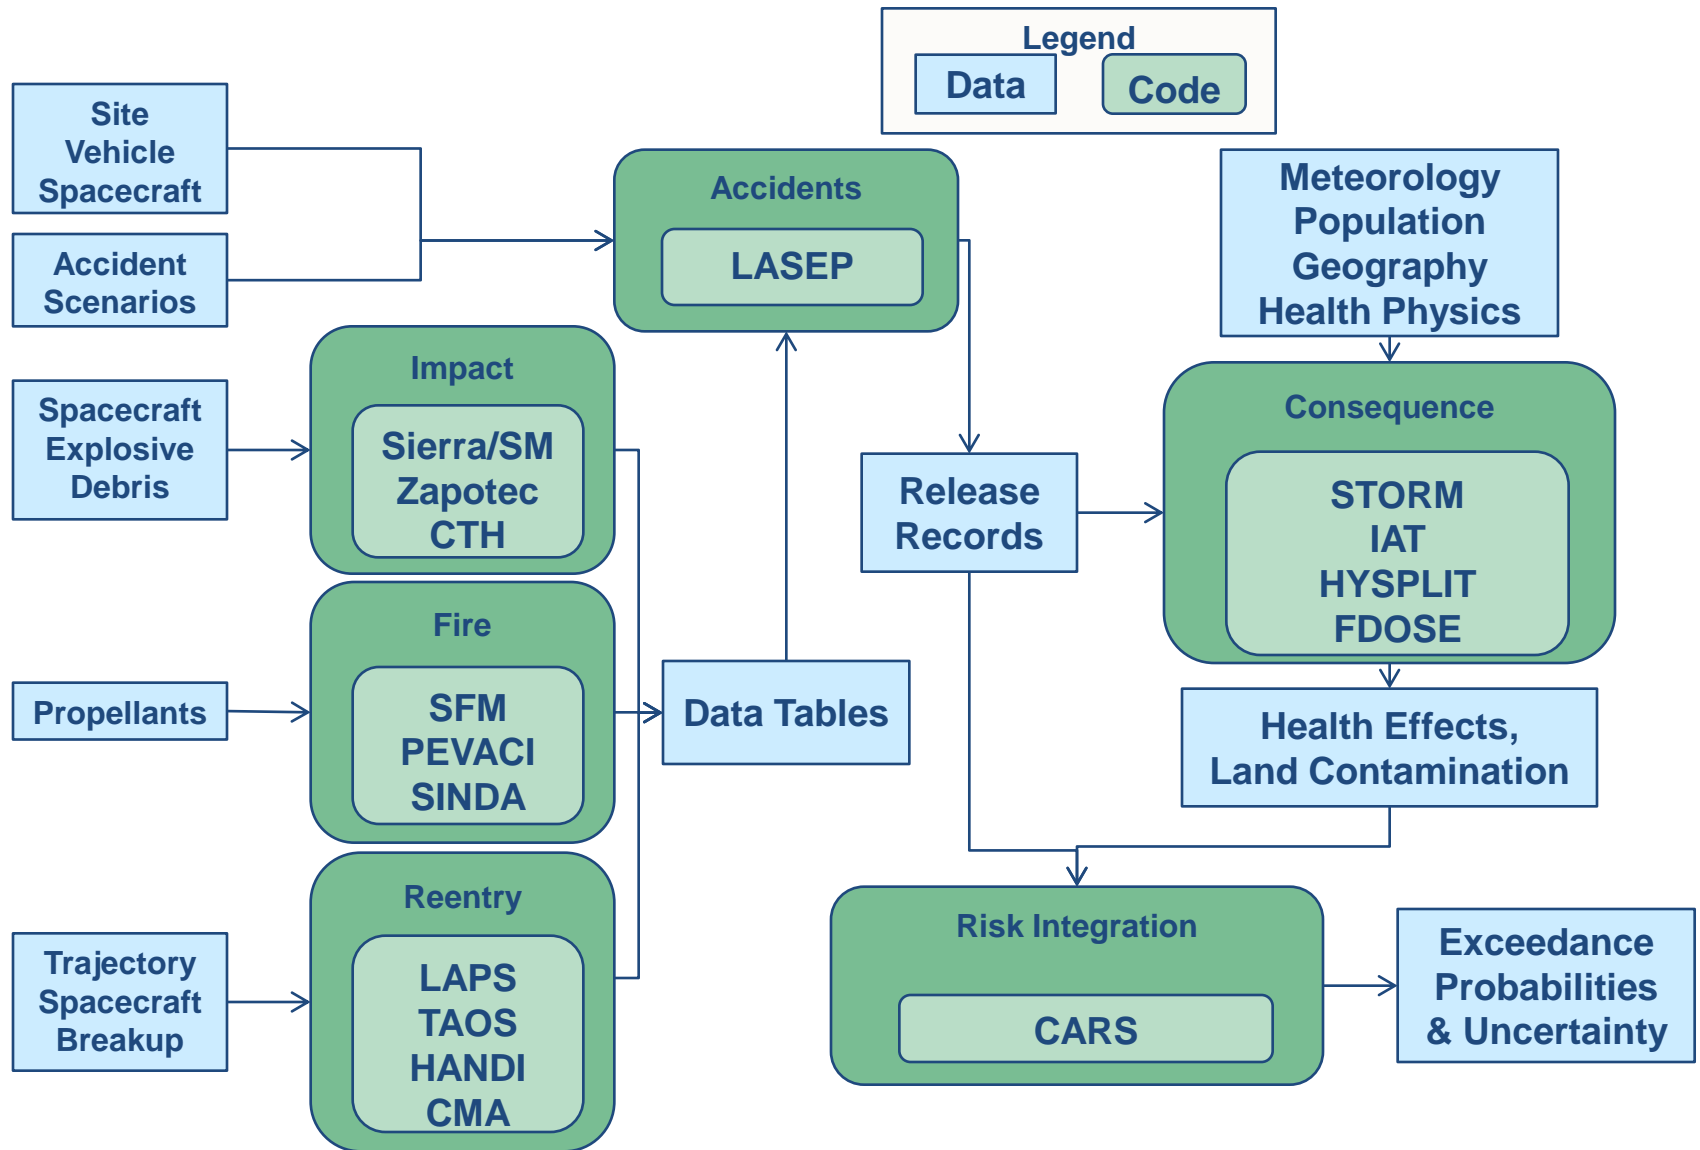 Legend
Data
Code
Site
Vehicle
Spacecraft
Accident
Scenarios
Accidents
LASEP
Meteorology
Population
Geography
Health Physics
Spacecraft
Explosive
Debris
Impact
Sierra/SM
Zapotec
CTH
Release
Records
Consequence
STORM
IAT
HYSPLIT
FDOSE
Propellants
Fire
SFM
PEVACI
SINDA
Data Tables
Health Effects,
Land Contamination
Trajectory
Spacecraft
Breakup
Reentry
LAPS
TAOS
HANDI
CMA
Risk Integration
CARS
Exceedance
Probabilities
& Uncertainty